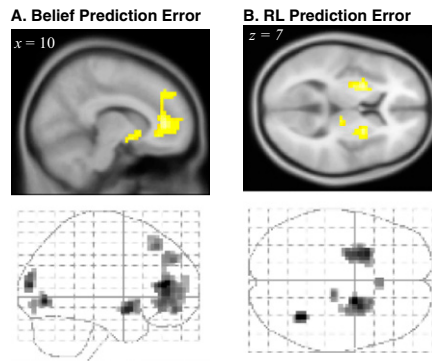 A. Belief Prediction Error
x = 10
B. RL Prediction Error
z = 7